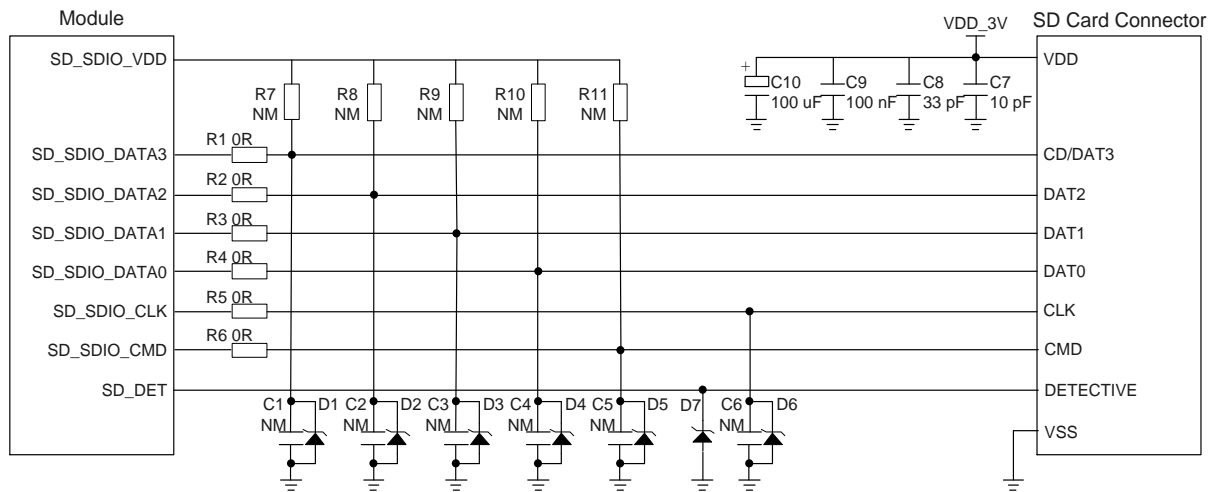 Module
SD Card Connector
VDD_3V
SD_SDIO_VDD
VDD
R7
NM
R8
NM
R9
NM
R10
NM
R11
NM
+
C10
100 uF
C9
100 nF
C8
33 pF
C7
10 pF
SD_SDIO_DATA3
R1 0R
CD/DAT3
SD_SDIO_DATA2
R2 0R
DAT2
SD_SDIO_DATA1
R3 0R
DAT1
SD_SDIO_DATA0
R4 0R
DAT0
SD_SDIO_CLK
R5 0R
CLK
SD_SDIO_CMD
R6 0R
CMD
SD_DET
DETECTIVE
C1
NM
D1
C2
NM
D2
C3
NM
D3
C4
NM
D4
C5
NM
D5
D7
C6
NM
D6
VSS